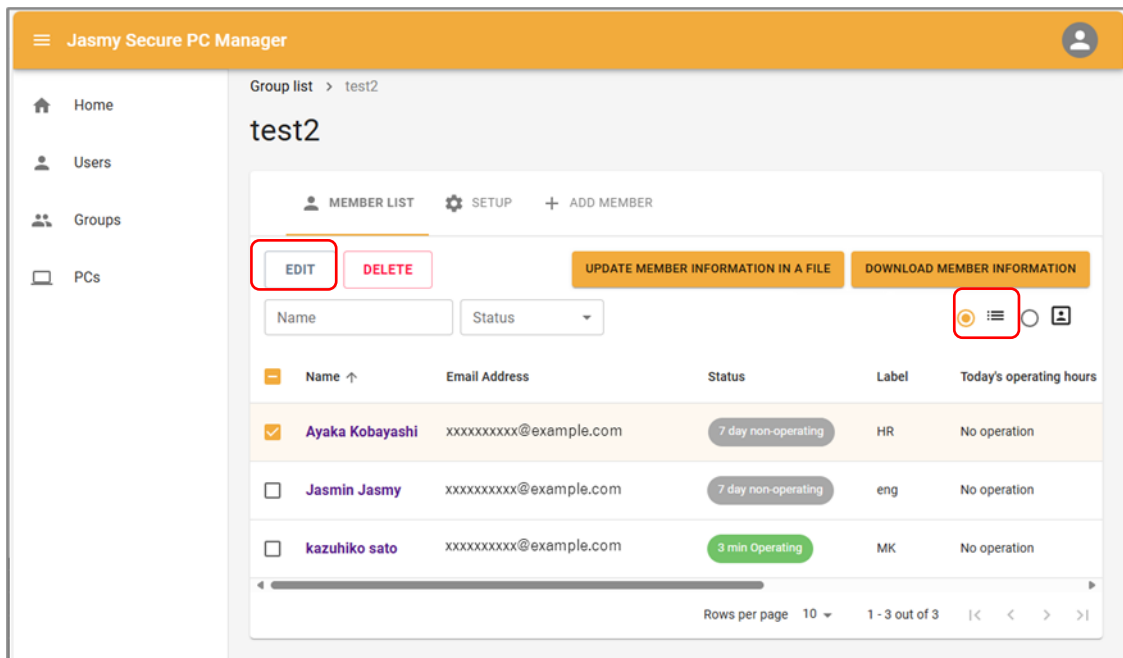 Jasmy Secure PC Manager
Home
Users
Groups
PCs
Group list > test2
test2
MEMBER LIST SETUP + ADD MEMBER
EDIT DELETE UPDATE MEMBER INFORMATION IN A FILE DOWNLOAD MEMBER INFORMATION
Name Status
Name ↑ Email Address Status Label Today's operating hours
Ayaka Kobayashi xxxxxxxxxx@example.com 7 day non-operating HR No operation
Jasmin Jasmy xxxxxxxxxx@example.com 7 day non-operating eng No operation
kazuhiko sato xxxxxxxxxx@example.com 3 min Operating MK No operation
Rows per page 10 1 - 3 out of 3